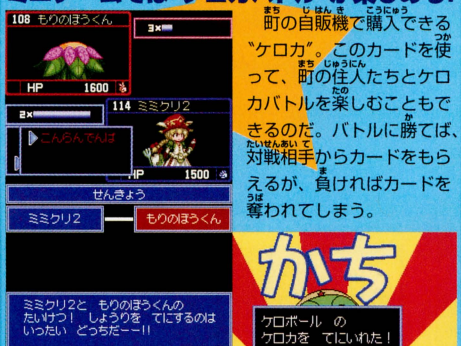 108 もりのぼうくん
3×
HP 1600
2×
114 ミミクリ2
こんらんでんぱ
HP 1500
せんきょう
ミミクリ2
もりのぼうくん
ミミクリ2と もりのぼうくんの
たいけつ! しょうりを てにするのは
いったい どっちだーー!!
町の自販機で購入できる
“ケロカ”。このカードを使
って、町の住人たちとケロ
カバトルを楽しむこともで
きるのだ。バトルに勝てば、
対戦相手からカードをもら
えるが、負ければカードを
奪われてしまう。
かち
ケロボール の
ケロカを てにいれた!